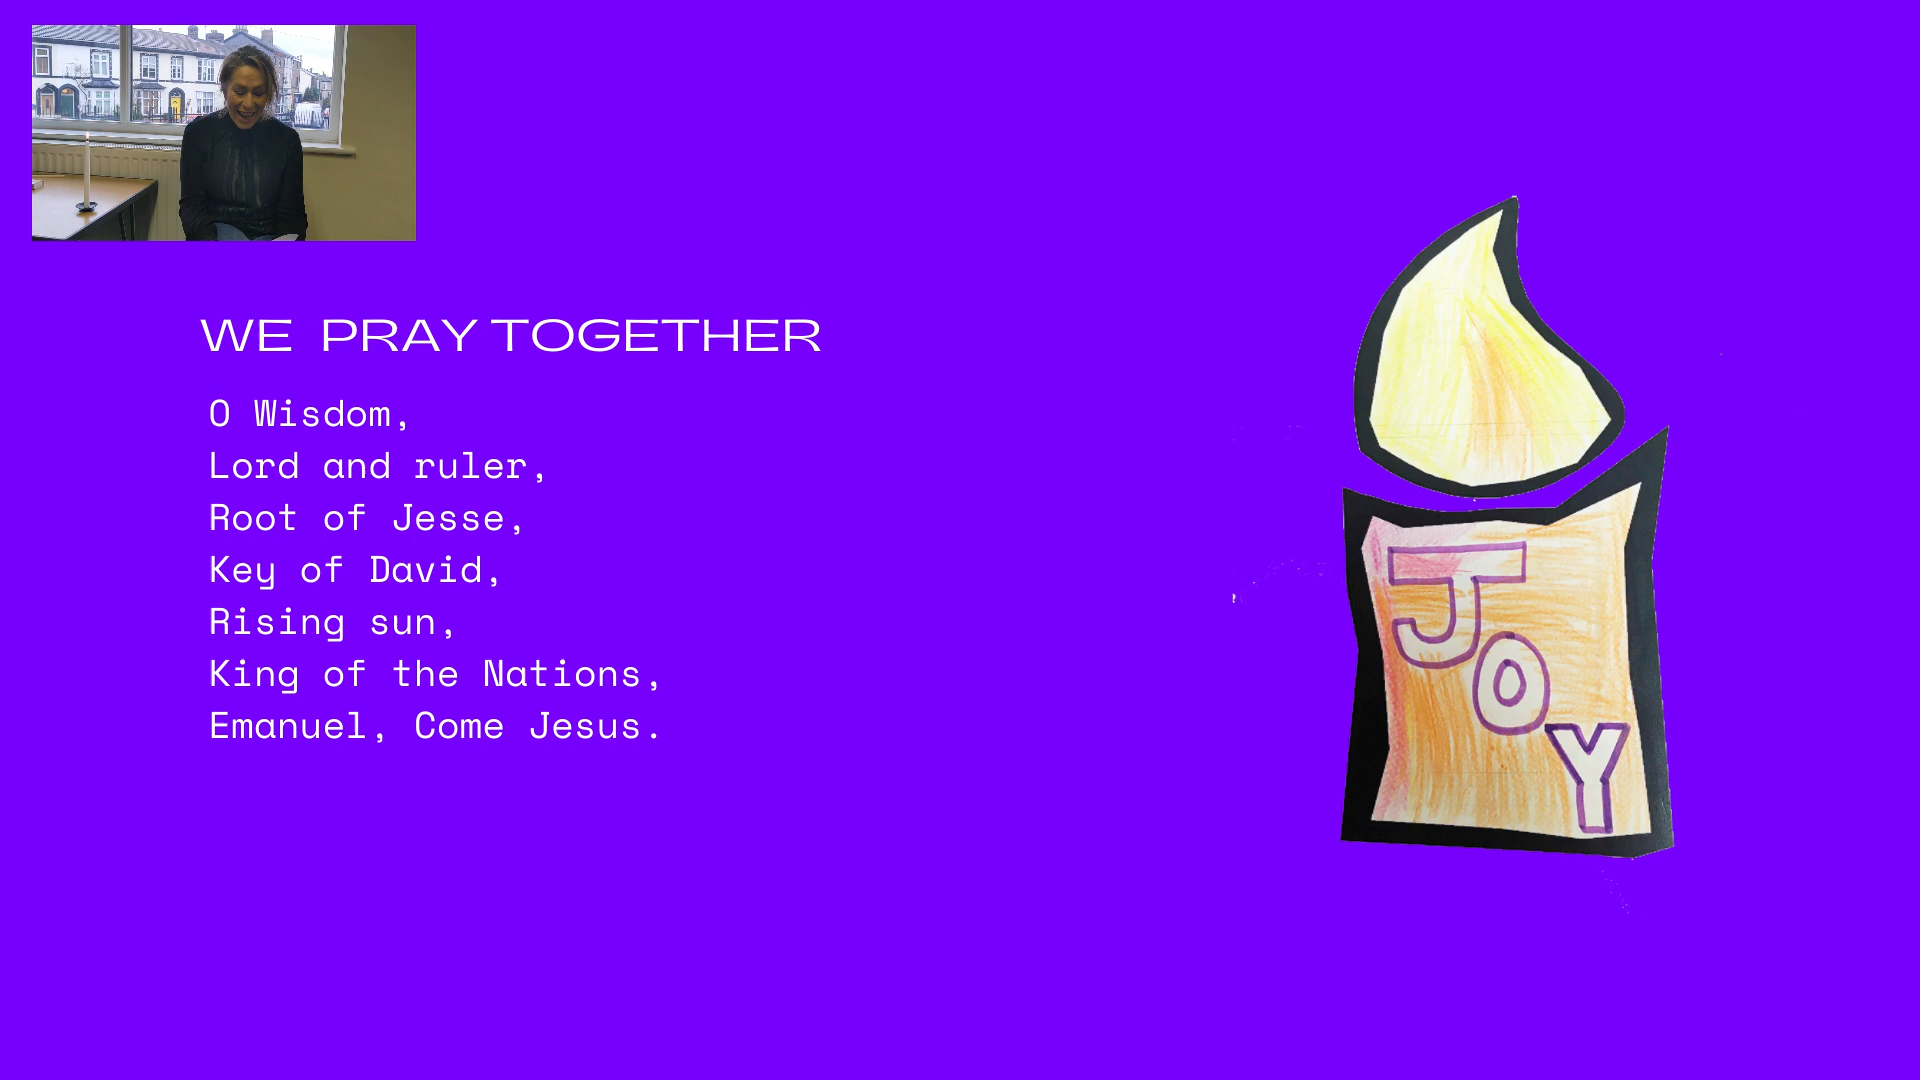 WE PRAY TOGETHER
O Wisdom,
Lord and ruler,
Root of Jesse,
Key of David,
Rising sun,
King of the Nations,
Emanuel, Come Jesus.
JOY